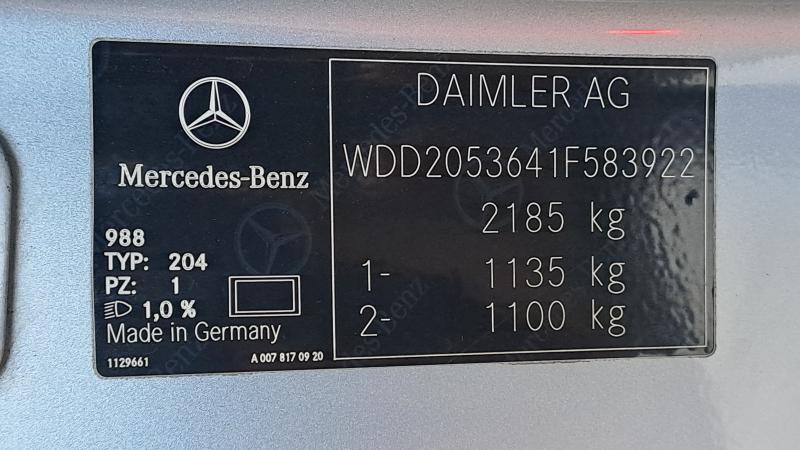 Mercedes-Benz
988
TYP: 204
PZ: 1
1,0 %
Made in Germany
1129661
A 007 817 09 20
DAIMLER AG
WDD2053641F583922
2185 kg
1- 1135 kg
2- 1100 kg